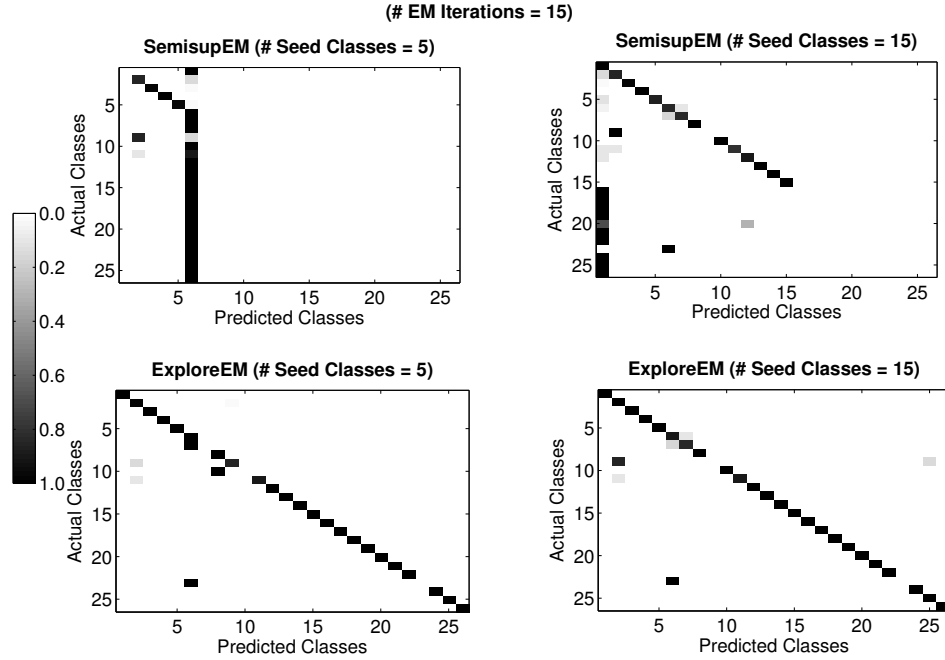 (# EM Iterations = 15)
SemisupEM (# Seed Classes = 5)
5
10
15
20
25
Actual Classes
5 10 15 20 25
Predicted Classes
SemisupEM (# Seed Classes = 15)
5
10
15
20
25
Actual Classes
5 10 15 20 25
Predicted Classes
0.0
0.2
0.4
0.6
0.8
1.0
ExploreEM (# Seed Classes = 5)
5
10
15
20
25
Actual Classes
5 10 15 20 25
Predicted Classes
ExploreEM (# Seed Classes = 15)
5
10
15
20
25
Actual Classes
5 10 15 20 25
Predicted Classes